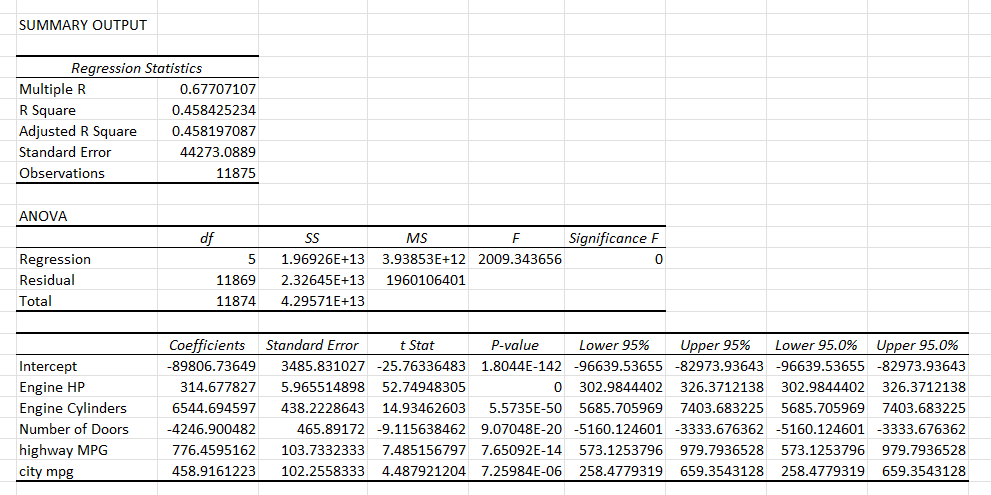 SUMMARY OUTPUT
Regression Statistics
Multiple R 0.67707107
R Square 0.458425234
Adjusted R Square 0.458197087
Standard Error 44273.0889
Observations 11875
ANOVA
df SS MS F Significance F
Regression 5 1.96926E+13 3.93853E+12 2009.343656 0
Residual 11869 2.32645E+13 1960106401
Total 11874 4.29571E+13
Coefficients Standard Error t Stat P-value Lower 95% Upper 95% Lower 95.0% Upper 95.0%
Intercept -89806.73649 3485.831027 -25.76336483 1.8044E-142 -96639.53655 -82973.93643 -96639.53655 -82973.93643
Engine HP 314.677827 5.965514898 52.74948305 0 302.9844402 326.3712138 302.9844402 326.3712138
Engine Cylinders 6544.694597 438.2228643 14.93462603 5.5735E-50 5685.705969 7403.683225 5685.705969 7403.683225
Number of Doors -4246.900482 465.89172 -9.115638462 9.07048E-20 -5160.124601 -3333.676362 -5160.124601 -3333.676362
highway MPG 776.4595162 103.7332333 7.485156797 7.65092E-14 573.1253796 979.7936528 573.1253796 979.7936528
city mpg 458.9161223 102.2558333 4.487921204 7.25984E-06 258.4779319 659.3543128 258.4779319 659.3543128